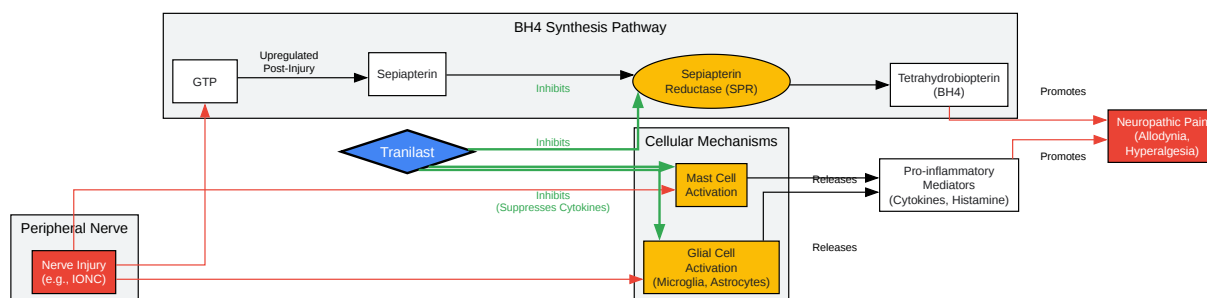 BH4 Synthesis Pathway
GTP
Upregulated
Post-Injury
Sepiapterin
Inhibits
Sepiapterin
Reductase (SPR)
Tetrahydrobiopterin
(BH4)
Promotes
Neuropathic Pain
(Allodynia,
Hyperalgesia)
Promotes
Tranilast
Inhibits
Inhibits
(Suppresses Cytokines)
Cellular Mechanisms
Mast Cell
Activation
Releases
Pro-inflammatory
Mediators
(Cytokines, Histamine)
Glial Cell
Activation
(Microglia, Astrocytes)
Releases
Peripheral Nerve
Nerve Injury
(e.g., IONC)